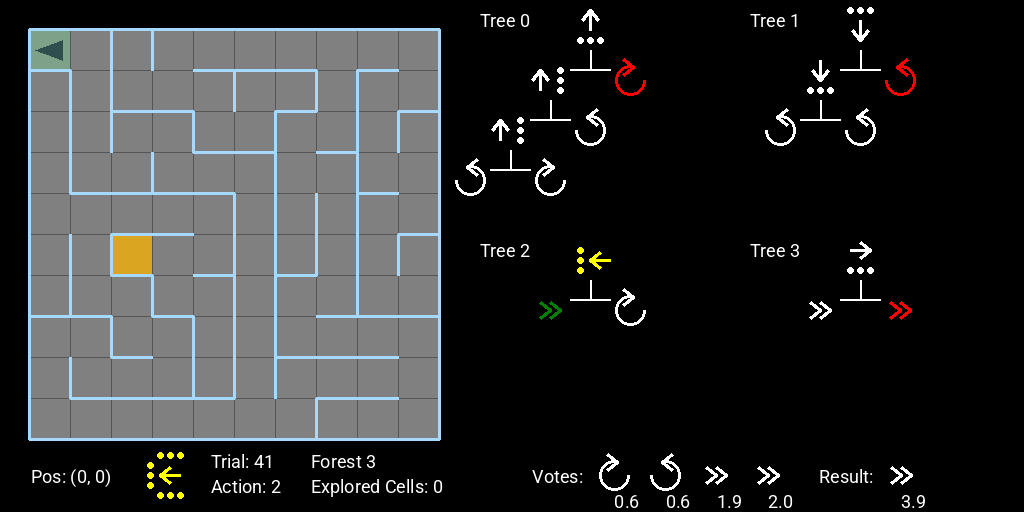 Tree 0
Tree 1
Tree 2
Tree 3
Pos: (0, 0)
Trial: 41
Action: 2
Forest 3
Explored Cells: 0
Votes:
0.6
0.6
1.9
2.0
Result:
3.9